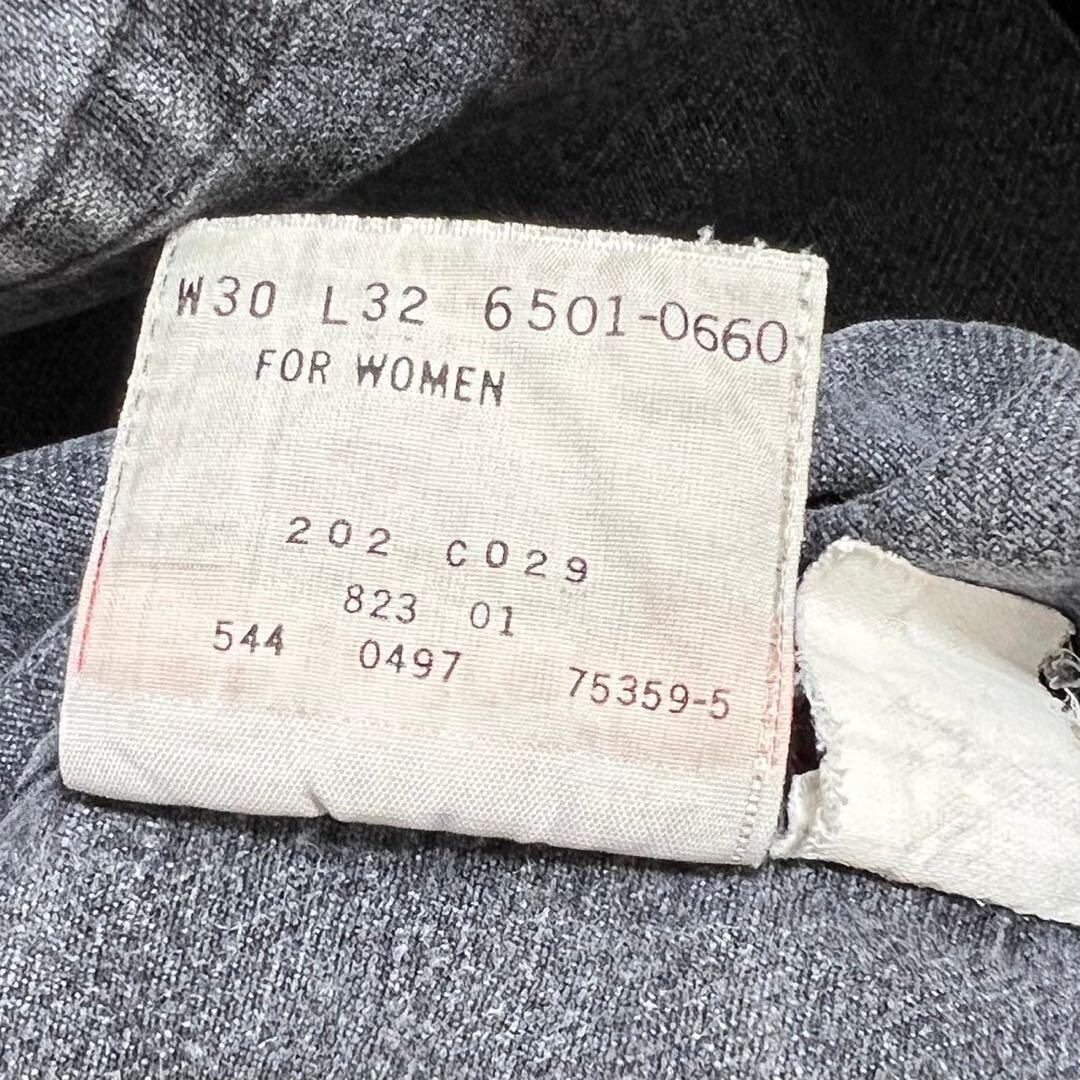 W30 L32 6501-0660
FOR WOMEN
202 C029
823 01
544 0497 75359-5